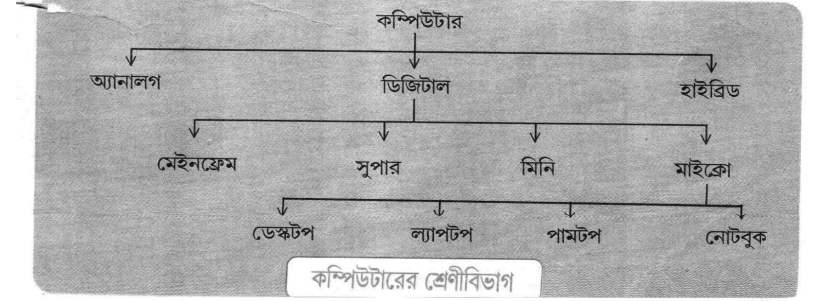 কম্পিউটার
অ্যানালগ ডিজিটাল হাইব্রিড
মেইনফ্রেম সুপার মিনি মাইক্রো
ডেস্কটপ ল্যাপটপ পামটপ নোটবুক
কম্পিউটারের শ্রেণীবিভাগ